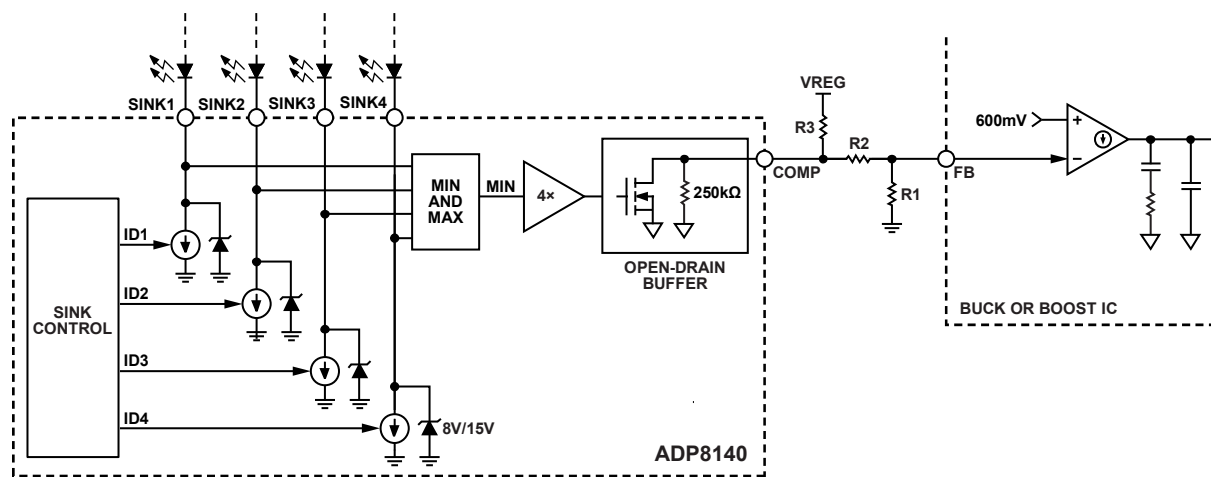 SINK1
SINK2
SINK3
SINK4
VREG
R3
R2
R1
COMP
FB
600mV
+
–
MIN
AND
MAX
MIN
4×
250kΩ
OPEN-DRAIN
BUFFER
SINK
CONTROL
ID1
ID2
ID3
ID4
8V/15V
ADP8140
BUCK OR BOOST IC